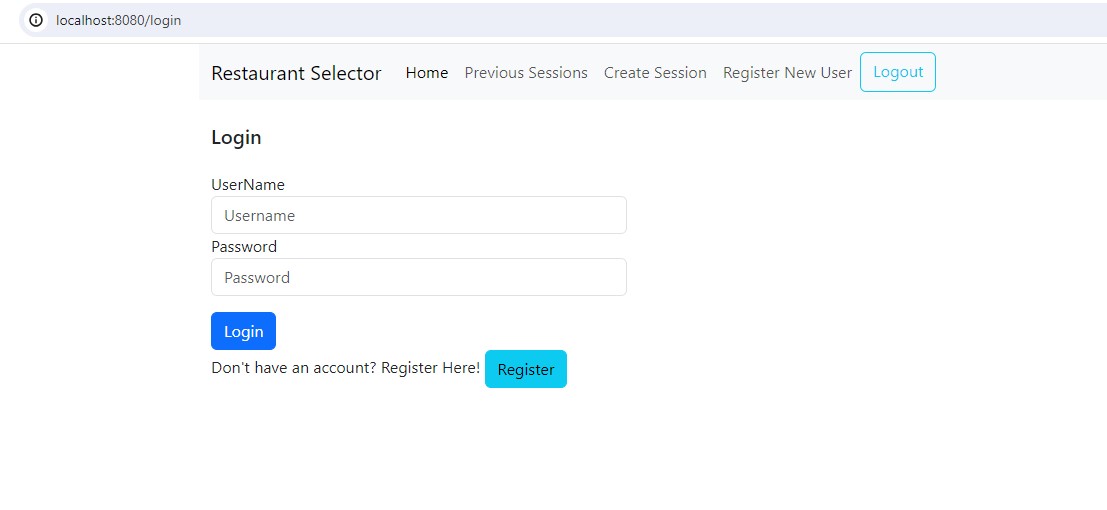 localhost:8080/login
Restaurant Selector Home Previous Sessions Create Session Register New User Logout
Login
UserName
Username
Password
Password
Login
Don't have an account? Register Here! Register